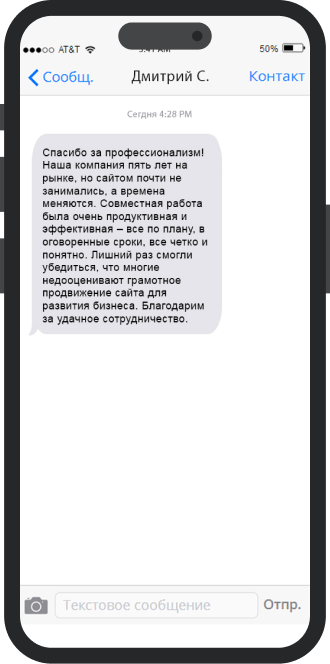 AT&T 9:41 AM 50%
Сообщ. Дмитрий С. Контакт
Сегдня 4:28 PM
Спасибо за профессионализм!
Наша компания пять лет на
рынке, но сайтом почти не
занимались, а времена
меняются. Совместная работа
была очень продуктивная и
эффективная – все по плану, в
оговоренные сроки, все четко и
понятно. Лишний раз смогли
убедиться, что многие
недооценивают грамотное
продвижение сайта для
развития бизнеса. Благодарим
за удачное сотрудничество.
Текстовое сообщение Отпр.